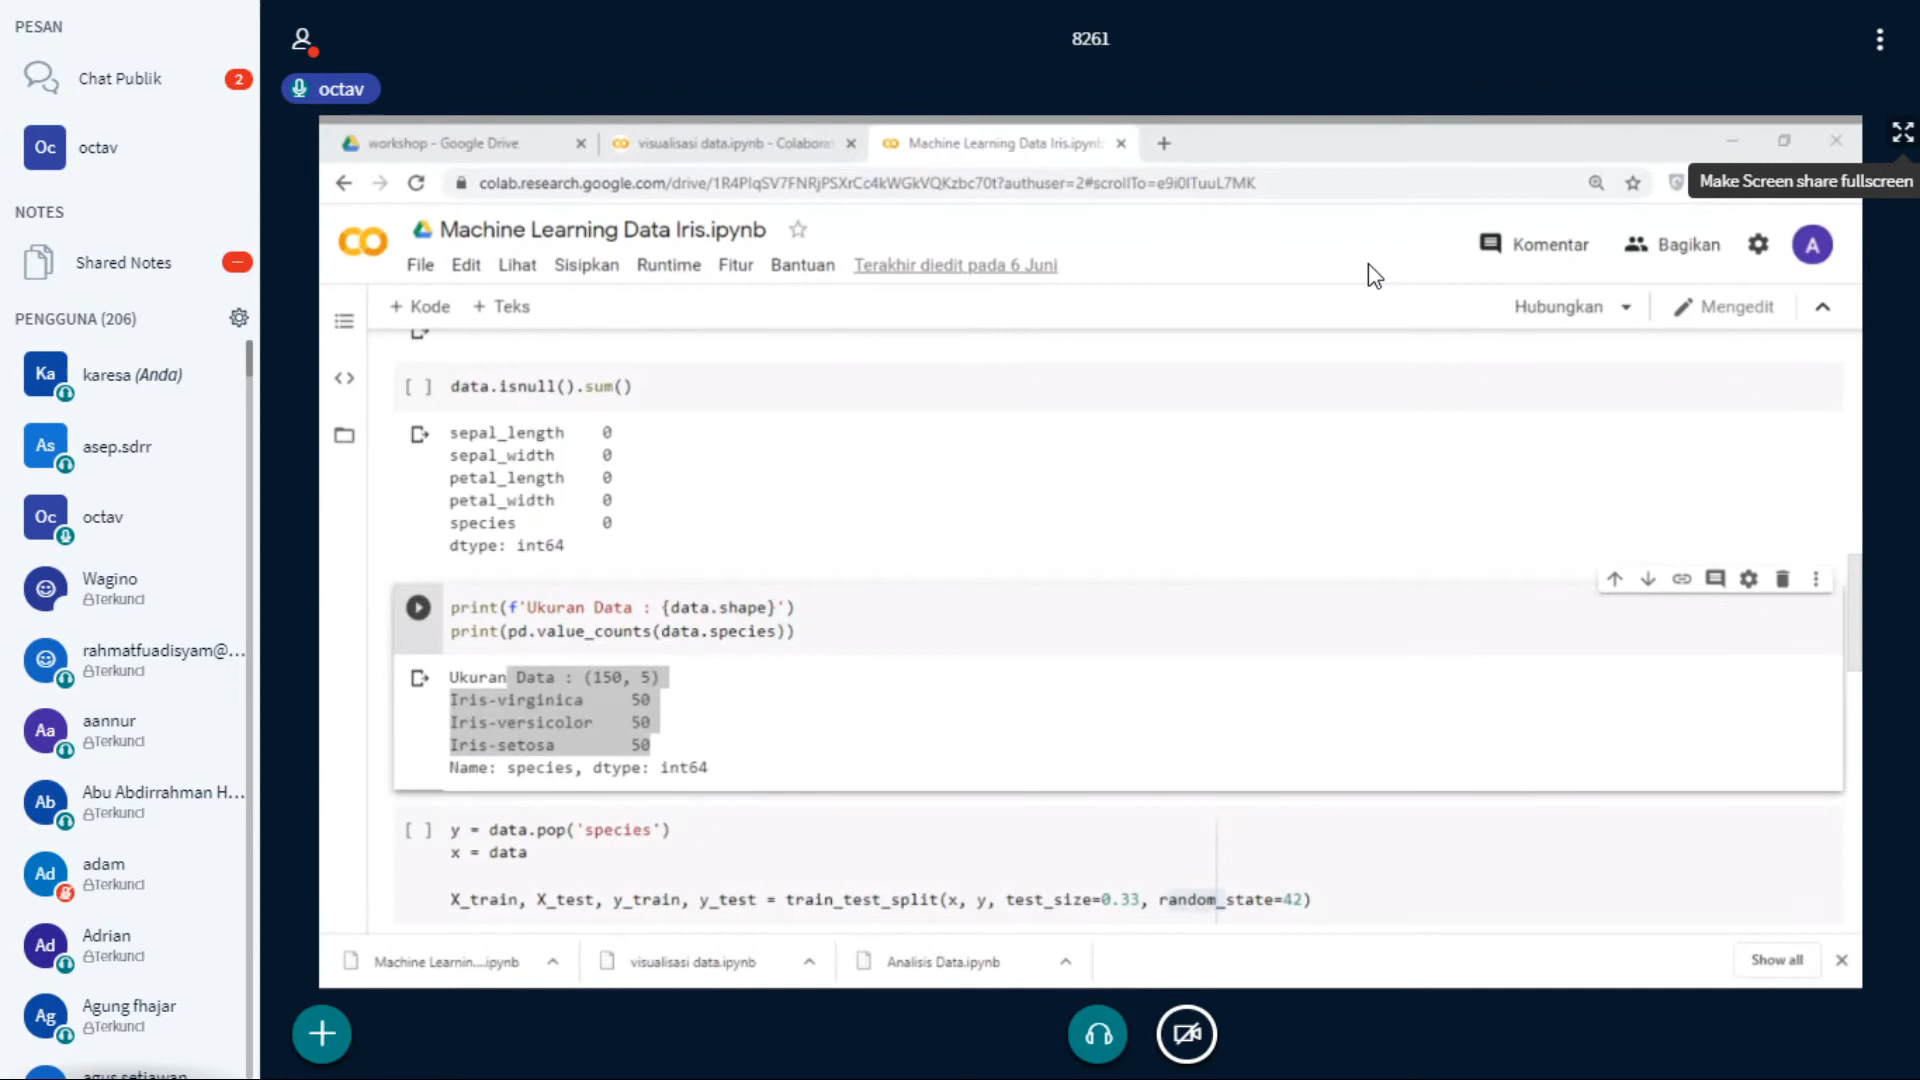 PESAN
Chat Publik
2
Oc
octav
NOTES
Shared Notes
PENGGUNA (206)
Ka
karesa (Anda)
As
asep.sdrr
Oc
octav
Wagino
Terkunci
rahmatfuadisyam@...
Terkunci
Aa
aannur
Terkunci
Ab
Abu Abdirrahman H...
Terkunci
Ad
adam
Terkunci
Ad
Adrian
Terkunci
Ag
Agung fhajar
Terkunci
agus setiawan
8261
octav
workshop - Google Drive
visualisasi data.ipynb - Colaborat
Machine Learning Data Iris.ipynb
Make Screen share fullscreen
colab.research.google.com/drive/1R4PlqSV7FNRjPSXrCc4kWGkVQKzbc70t?authuser=2#scrollTo=e9i0ITuuL7MK
Machine Learning Data Iris.ipynb
Komentar
Bagikan
A
File Edit Lihat Sisipkan Runtime Fitur Bantuan Terakhir diedit pada 6 Juni
+ Kode + Teks
Hubungkan
Mengedit
[ ] data.isnull().sum()
sepal_length 0
sepal_width 0
petal_length 0
petal_width 0
species 0
dtype: int64
print(f'Ukuran Data : {data.shape}')
print(pd.value_counts(data.species))
Ukuran Data : (150, 5)
Iris-virginica 50
Iris-versicolor 50
Iris-setosa 50
Name: species, dtype: int64
[ ] y = data.pop('species')
x = data
X_train, X_test, y_train, y_test = train_test_split(x, y, test_size=0.33, random_state=42)
Machine Learnin....ipynb
visualisasi data.ipynb
Analisis Data.ipynb
Show all